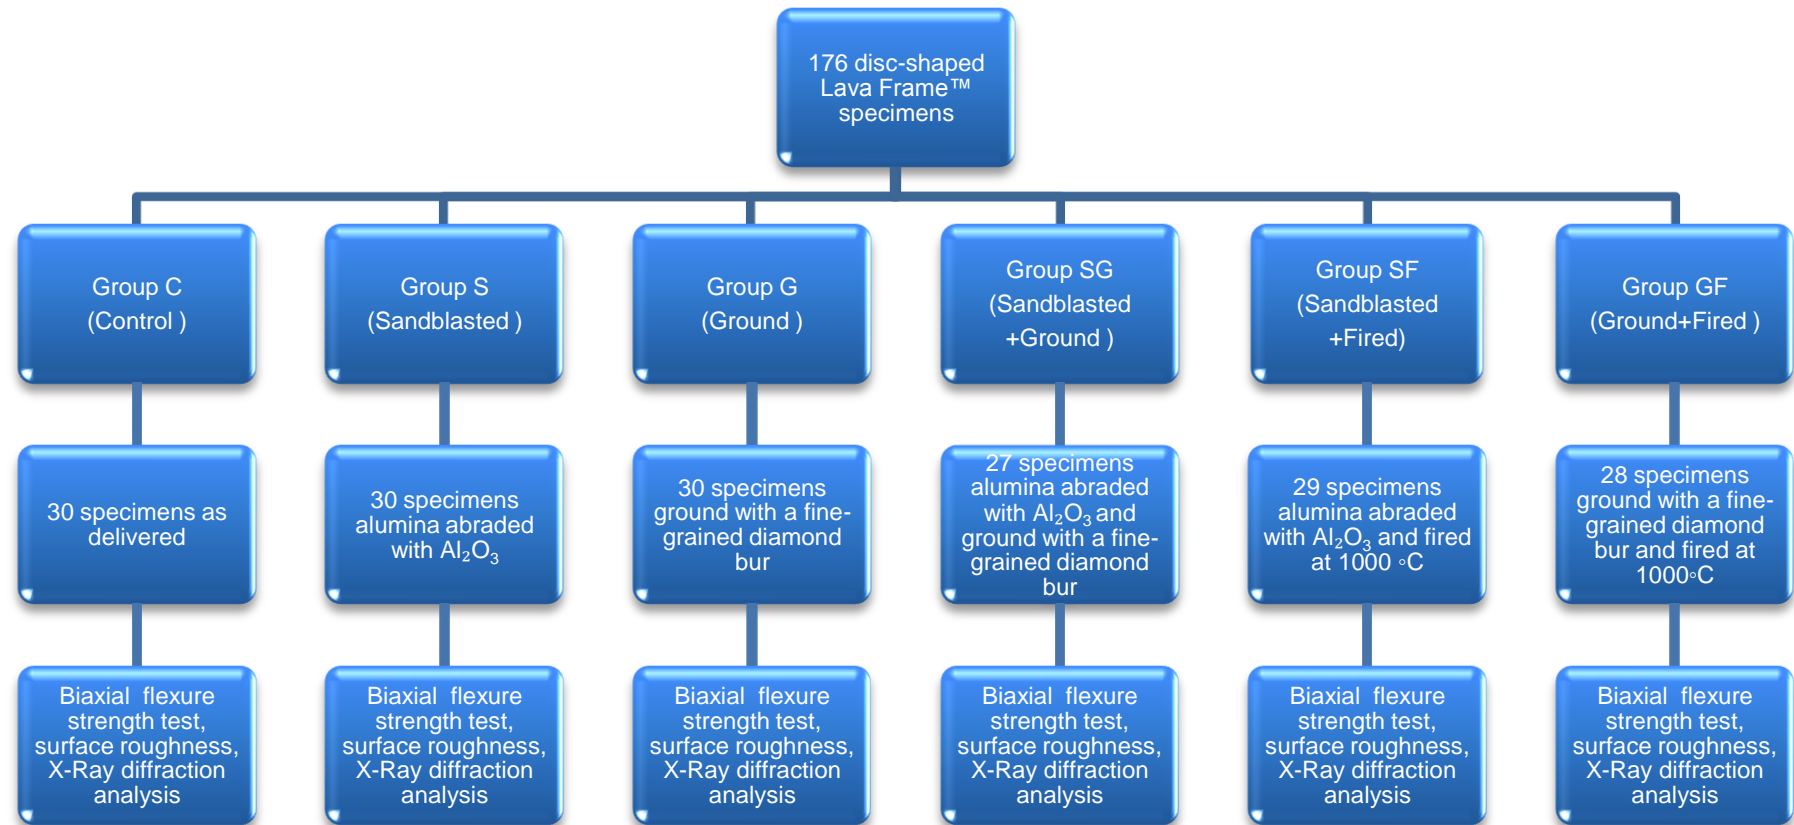 176 disc-shaped
Lava Frame™
specimens
Group C
(Control )
Group S
(Sandblasted )
Group G
(Ground )
Group SG
(Sandblasted
+Ground )
Group SF
(Sandblasted
+Fired)
Group GF
(Ground+Fired )
30 specimens as
delivered
30 specimens
alumina abraded
with Al₂O₃
30 specimens
ground with a fine-
grained diamond
bur
27 specimens
alumina abraded
with Al₂O₃ and
ground with a fine-
grained diamond
bur
29 specimens
alumina abraded
with Al₂O₃ and fired
at 1000 ◦C
28 specimens
ground with a fine-
grained diamond
bur and fired at
1000◦C
Biaxial flexure
strength test,
surface roughness,
X-Ray diffraction
analysis
Biaxial flexure
strength test,
surface roughness,
X-Ray diffraction
analysis
Biaxial flexure
strength test,
surface roughness,
X-Ray diffraction
analysis
Biaxial flexure
strength test,
surface roughness,
X-Ray diffraction
analysis
Biaxial flexure
strength test,
surface roughness,
X-Ray diffraction
analysis
Biaxial flexure
strength test,
surface roughness,
X-Ray diffraction
analysis